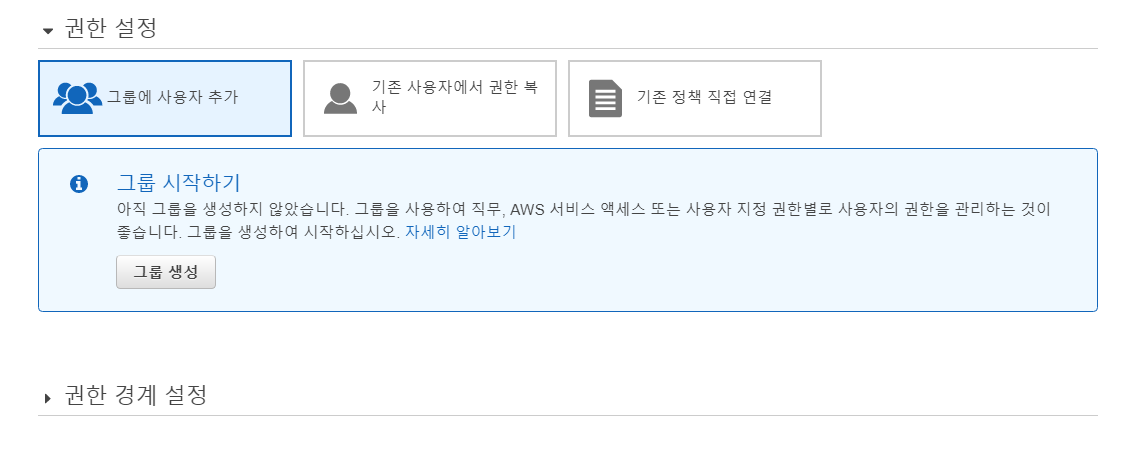 권한 설정
그룹에 사용자 추가
기존 사용자에서 권한 복
사
기존 정책 직접 연결
그룹 시작하기
아직 그룹을 생성하지 않았습니다. 그룹을 사용하여 직무, AWS 서비스 액세스 또는 사용자 지정 권한별로 사용자의 권한을 관리하는 것이
좋습니다. 그룹을 생성하여 시작하십시오. 자세히 알아보기
그룹 생성
권한 경계 설정